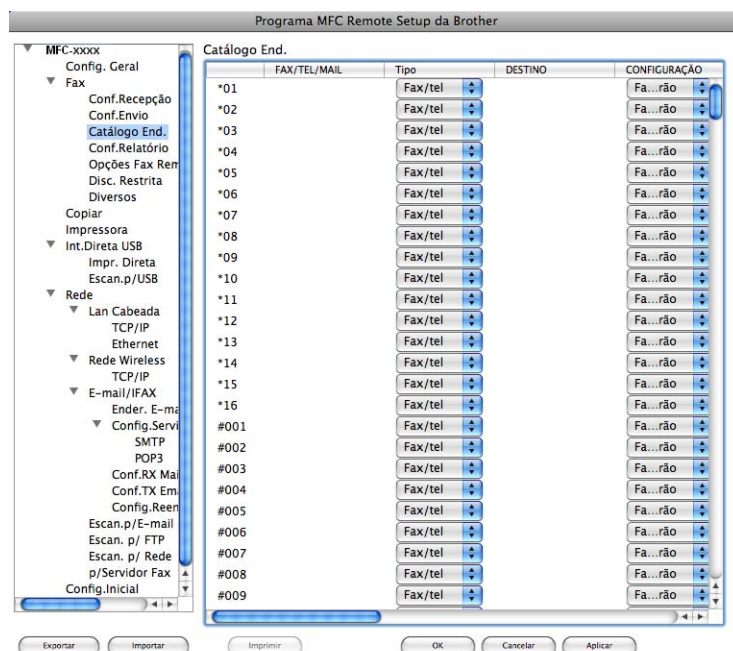 Programa MFC Remote Setup da Brother
MFC-xxxx
Config. Geral
Fax
Conf.Recepção
Conf.Envio
Catálogo End.
Conf.Relatório
Opções Fax Rem
Disc. Restrita
Diversos
Copiar
Impressora
Int.Direta USB
Impr. Direta
Escan.p/USB
Rede
Lan Cabeada
TCP/IP
Ethernet
Rede Wireless
TCP/IP
E-mail/IFAX
Ender. E-ma
Config.Servi
SMTP
POP3
Conf.RX Mai
Conf.TX Em
Config.Reen
Escan.p/E-mail
Escan. p/ FTP
Escan. p/ Rede
p/Servidor Fax
Config.Inicial
Catálogo End.
FAX/TEL/MAIL Tipo DESTINO CONFIGURAÇÃO
*01 Fax/tel Fa...rão
*02 Fax/tel Fa...rão
*03 Fax/tel Fa...rão
*04 Fax/tel Fa...rão
*05 Fax/tel Fa...rão
*06 Fax/tel Fa...rão
*07 Fax/tel Fa...rão
*08 Fax/tel Fa...rão
*09 Fax/tel Fa...rão
*10 Fax/tel Fa...rão
*11 Fax/tel Fa...rão
*12 Fax/tel Fa...rão
*13 Fax/tel Fa...rão
*14 Fax/tel Fa...rão
*15 Fax/tel Fa...rão
*16 Fax/tel Fa...rão
#001 Fax/tel Fa...rão
#002 Fax/tel Fa...rão
#003 Fax/tel Fa...rão
#004 Fax/tel Fa...rão
#005 Fax/tel Fa...rão
#006 Fax/tel Fa...rão
#007 Fax/tel Fa...rão
#008 Fax/tel Fa...rão
#009 Fax/tel Fa...rão
Exportar Importar Imprimir OK Cancelar Aplicar